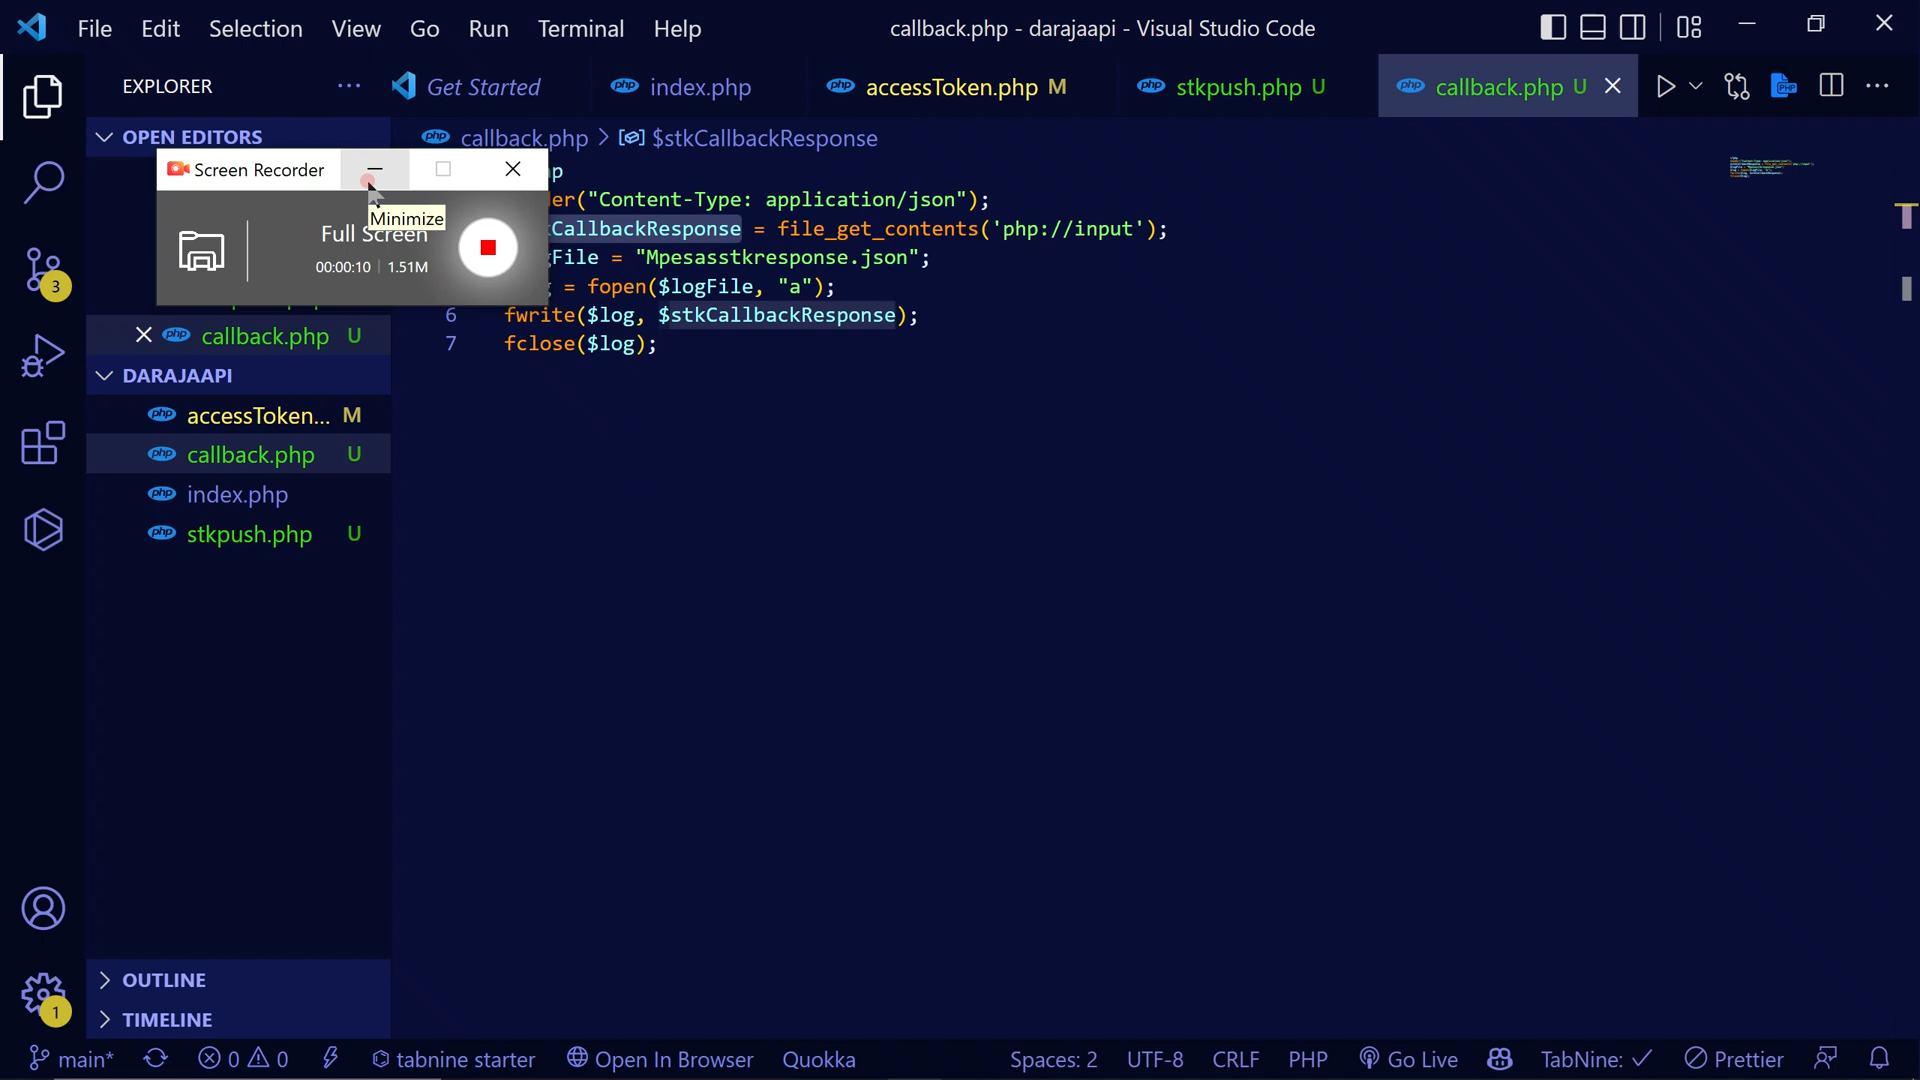 File Edit Selection View Go Run Terminal Help
callback.php - darajaapi - Visual Studio Code
EXPLORER
Get Started
index.php
accessToken.php M
stkpush.php U
callback.php U
OPEN EDITORS
callback.php > $stkCallbackResponse
Screen Recorder
Minimize
Full Screen
00:00:10 | 1.51M
der("Content-Type: application/json");
CallbackResponse = file_get_contents('php://input');
File = "Mpesasstkresponse.json";
= fopen($logFile, "a");
6 fwrite($log, $stkCallbackResponse);
7 fclose($log);
callback.php U
DARAJAAPI
accessToken... M
callback.php U
index.php
stkpush.php U
3
OUTLINE
1
TIMELINE
main* 0 0 tabnine starter Open In Browser Quokka Spaces: 2 UTF-8 CRLF PHP Go Live TabNine: Prettier